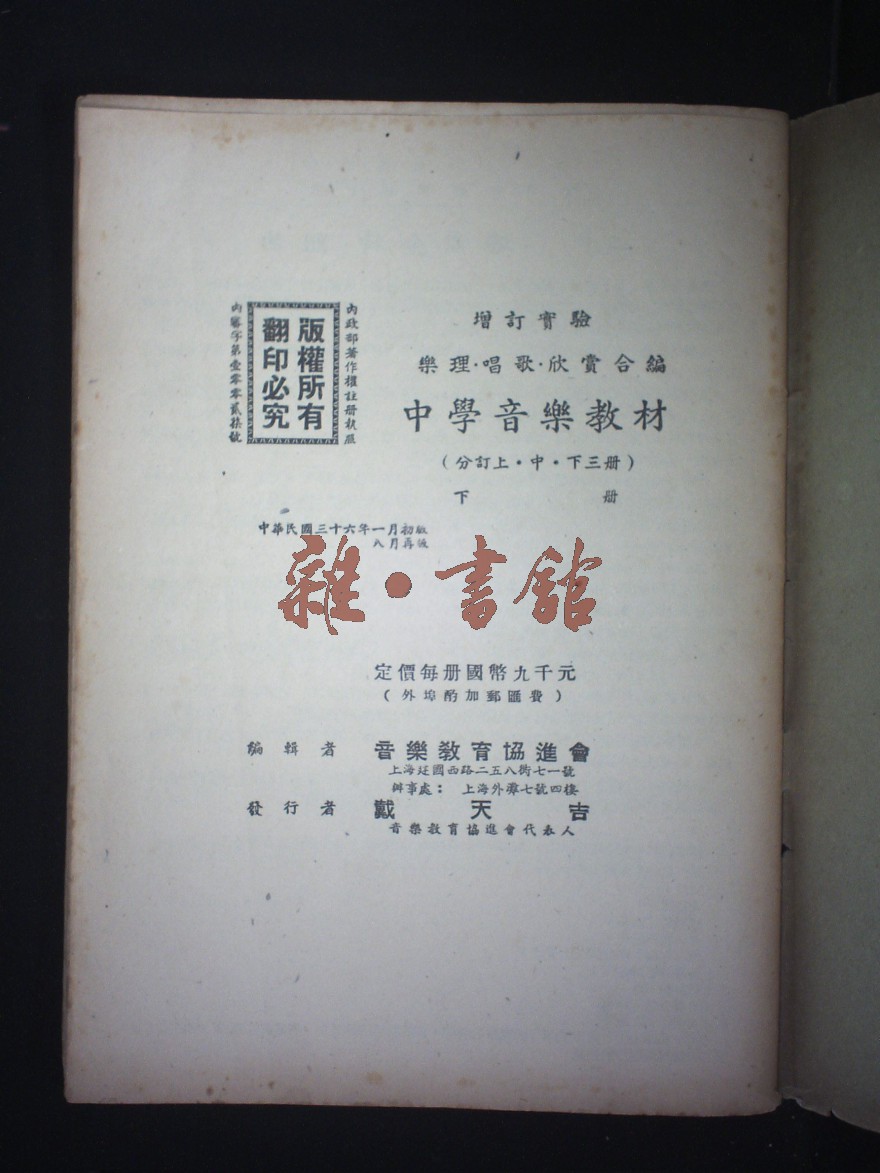 增訂實驗
樂理·唱歌·欣賞合編
中學音樂教材
(分訂上·中·下三册)
下册
內政部著作權註册執照
版權所有
翻印必究
內警字第壹零零貳柒號
中華民國三十六年一月初版
八月再版
雜·書館
定價每册國幣九千元
(外埠酌加郵匯費)
編輯者 音樂教育協進會
上海延國西路二五八街七一號
辦事處： 上海外灘七號四樓
發行者 戴天吉
音樂教育協進會代表人